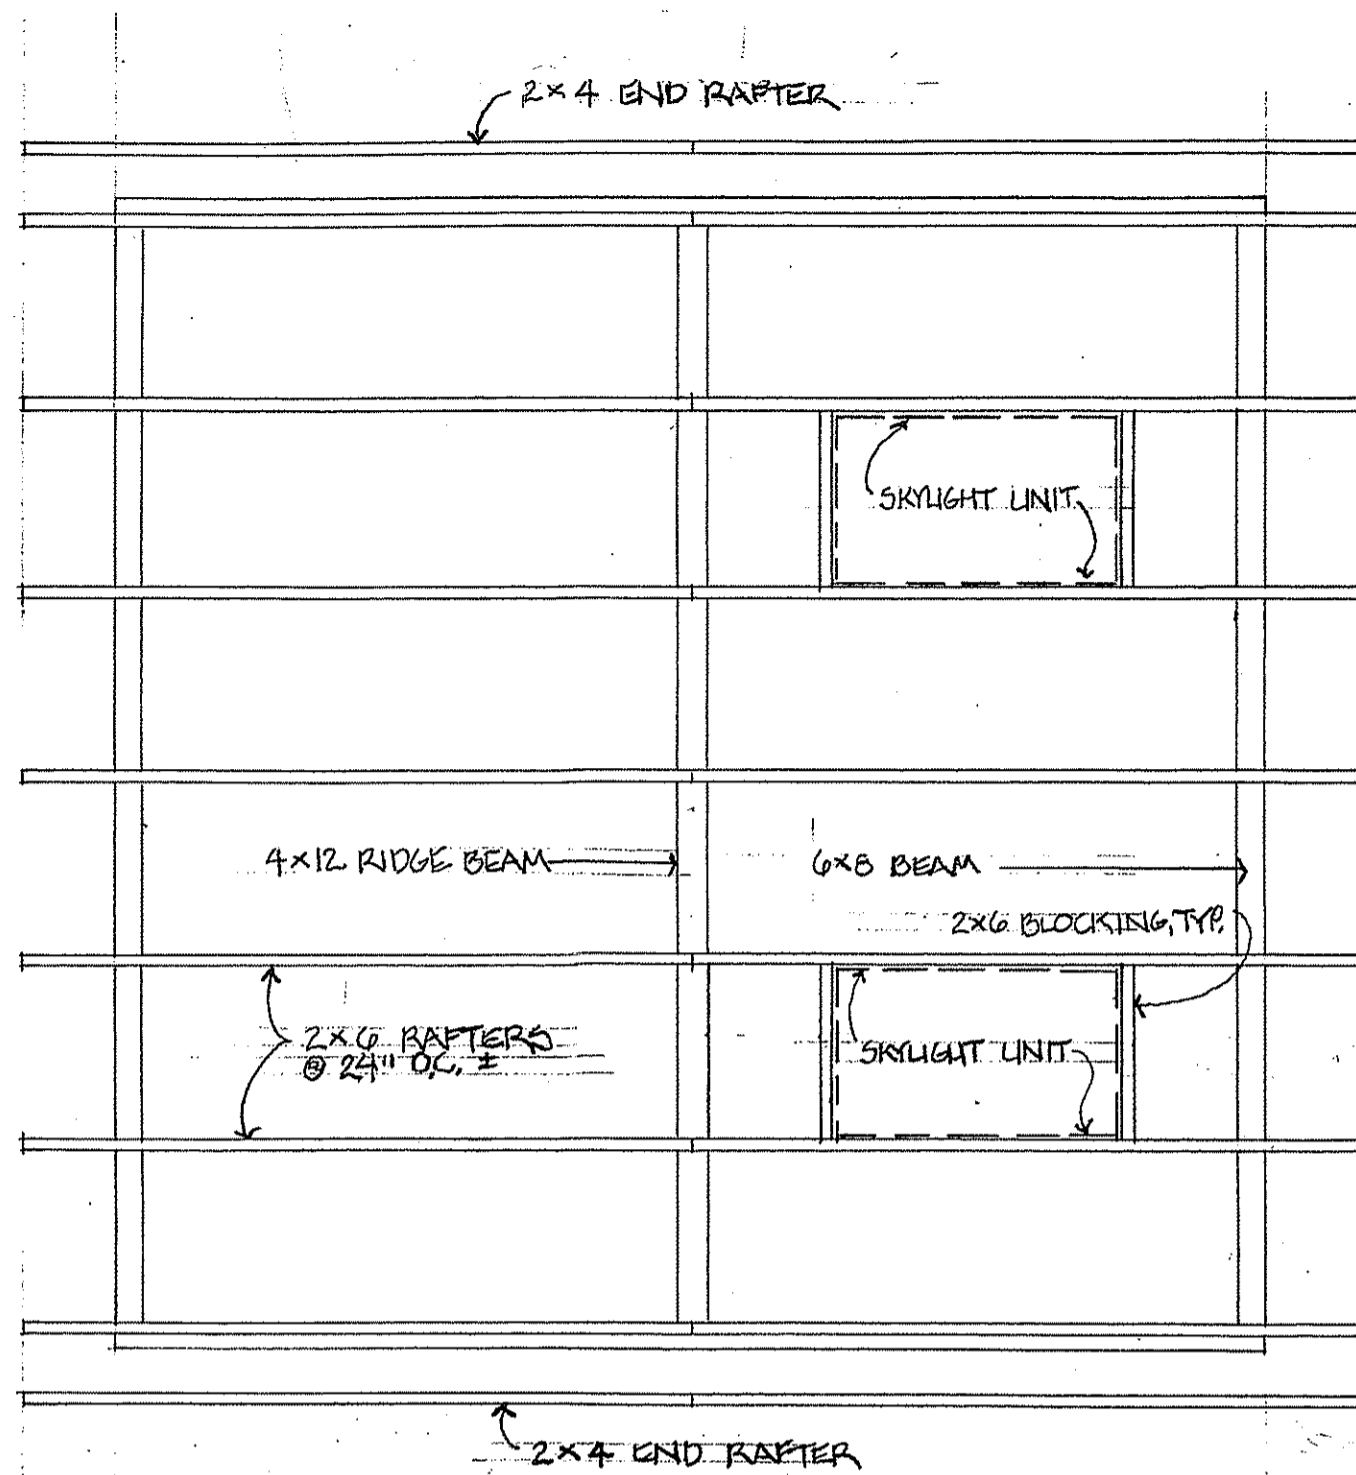 2×4 END RAFTER
SKYLIGHT UNIT
4×12 RIDGE BEAM
6×8 BEAM
2×6 BLOCKING, TYP.
2×6 RAFTERS
@ 24" O.C. ±
SKYLIGHT UNIT
2×4 END RAFTER